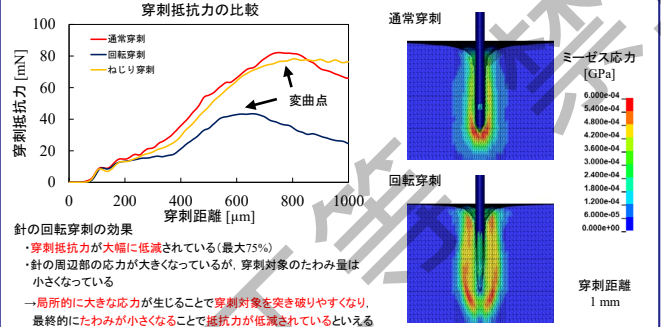 穿刺抵抗力の比較
穿刺抵抗力 [mN]
100
80
60
40
20
0
通常穿刺
回転穿刺
ねじり穿刺
変曲点
0 200 400 600 800 1000
穿刺距離 [μm]
針の回転穿刺の効果
・穿刺抵抗力が大幅に低減されている(最大75%)
・針の周辺部の応力が大きくなっているが，穿刺対象のたわみ量は
小さくなっている
→局所的に大きな応力が生じることで穿刺対象を突き破りやすくなり，
最終的にたわみが小さくなることで抵抗力が低減されているといえる
通常穿刺
回転穿刺
ミーゼス応力
[GPa]
6.000e-04
5.400e-04
4.800e-04
4.200e-04
3.600e-04
3.000e-04
2.400e-04
1.800e-04
1.200e-04
6.000e-05
0.000e+00
穿刺距離
1 mm
工等禁